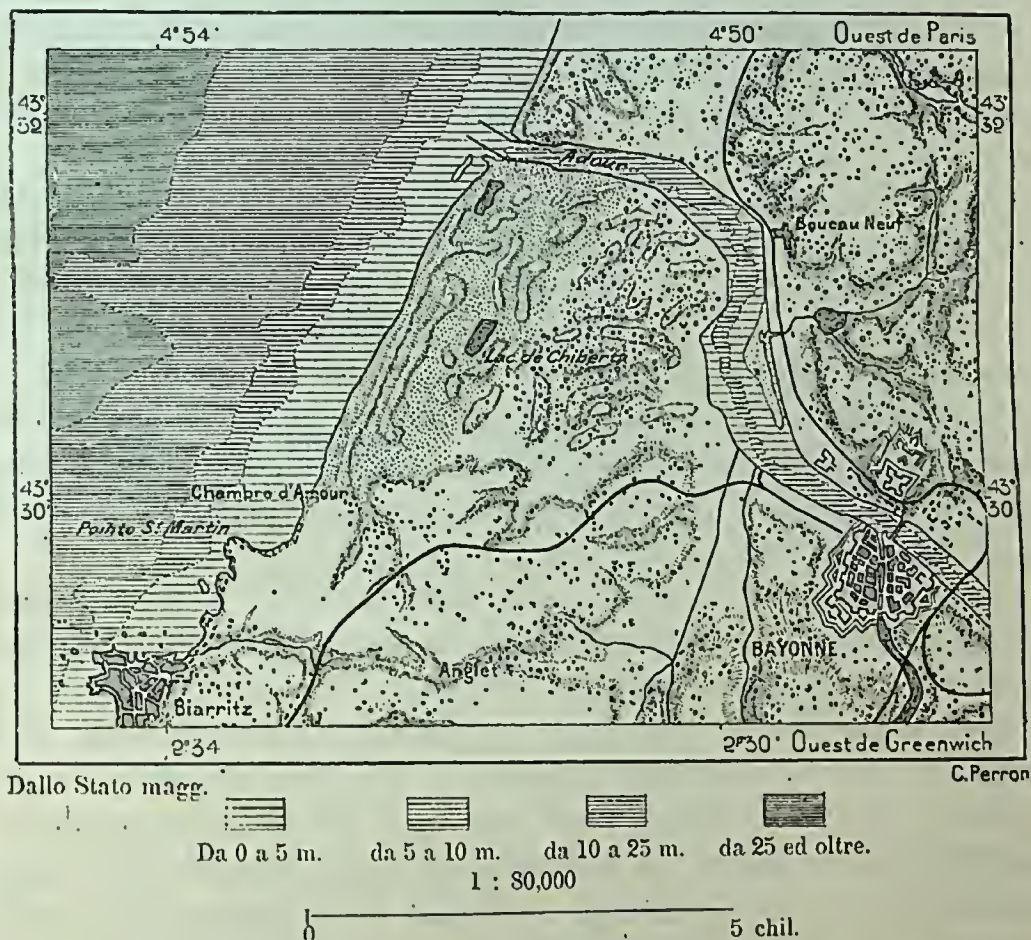 4° 54' 4° 50' Ouest de Paris
43° 32 43° 32
Adour
Boucau Neuf
Lac de Chiberta
Chambre d'Amour
43° 30 43° 30
Pointe St Martin
BAYONNE
Anglet
Biarritz
2°34 2°30' Ouest de Greenwich
C. Perron
Dallo Stato magg.
Da 0 a 5 m. da 5 a 10 m. da 10 a 25 m. da 25 ed oltre.
1 : 80,000
0 5 chil.